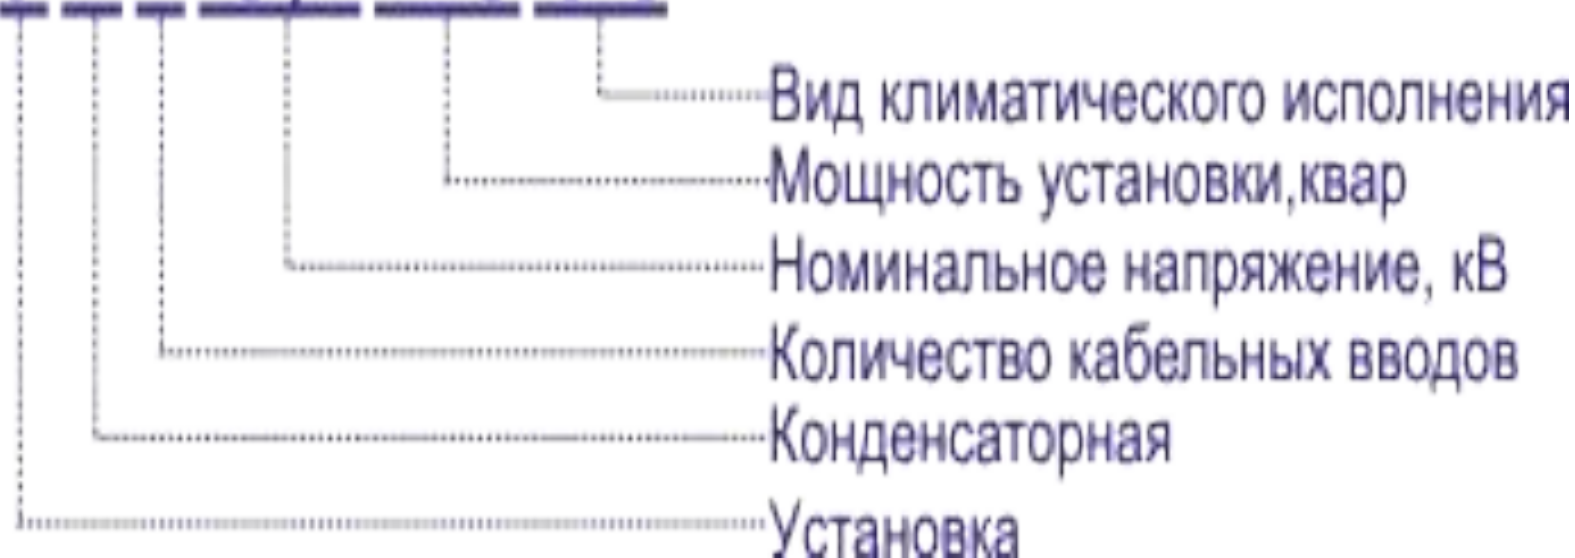 Вид климатического исполнения
Мощность установки,квар
Номинальное напряжение, кВ
Количество кабельных вводов
Конденсаторная
Установка